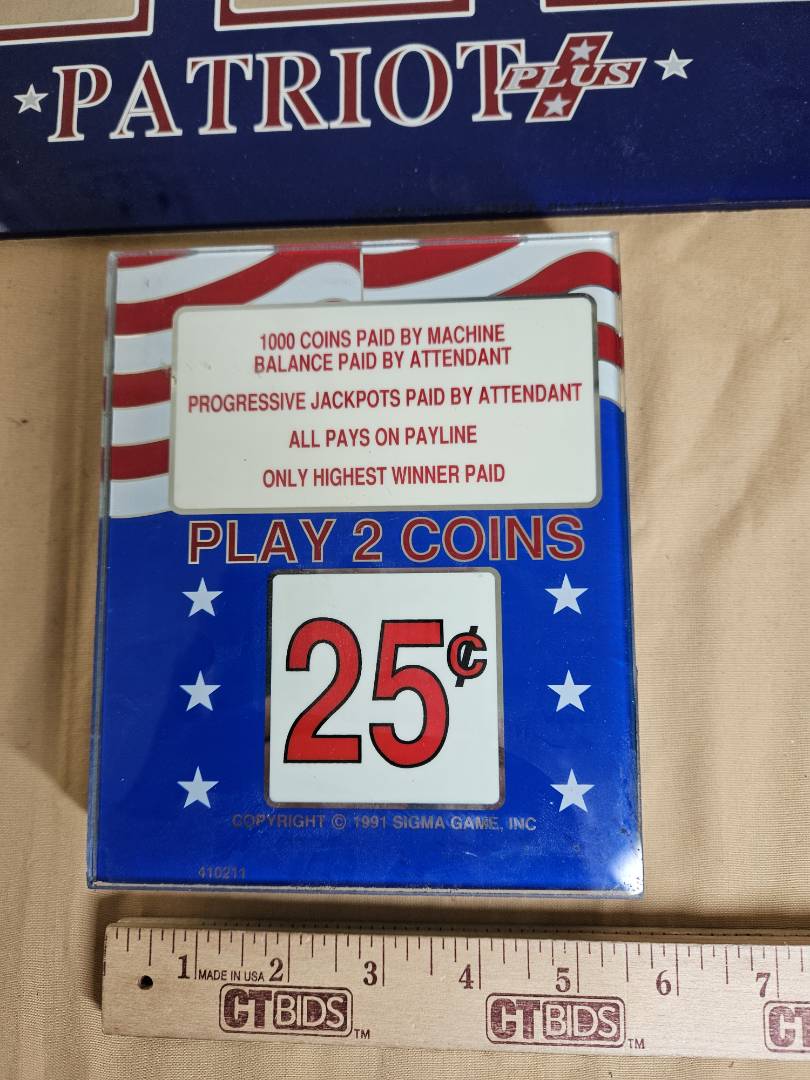 PATRIOT PLUS
1000 COINS PAID BY MACHINE
BALANCE PAID BY ATTENDANT
PROGRESSIVE JACKPOTS PAID BY ATTENDANT
ALL PAYS ON PAYLINE
ONLY HIGHEST WINNER PAID
PLAY 2 COINS
25¢
COPYRIGHT © 1991 SIGMA GAME, INC
410211
1 MADE IN USA 2 3 4 5 6 7
CTBIDS™ CTBIDS™ CT